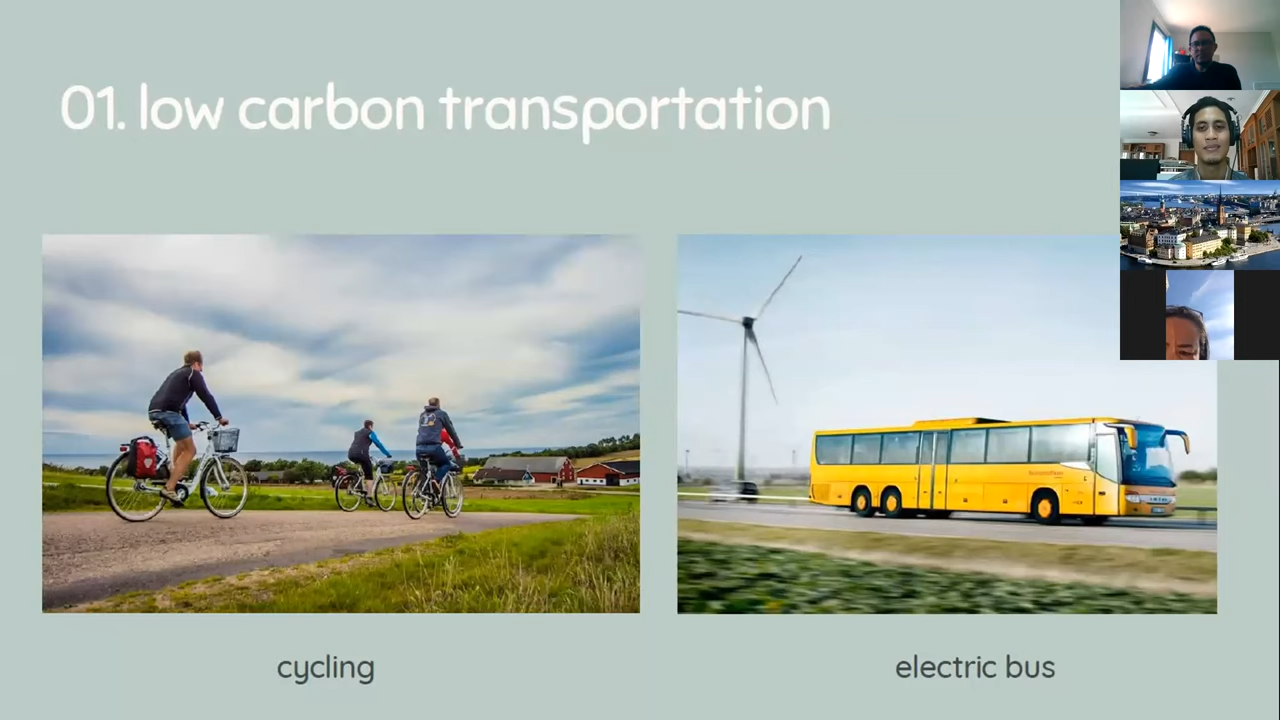 01. low carbon transportation
cycling
electric bus